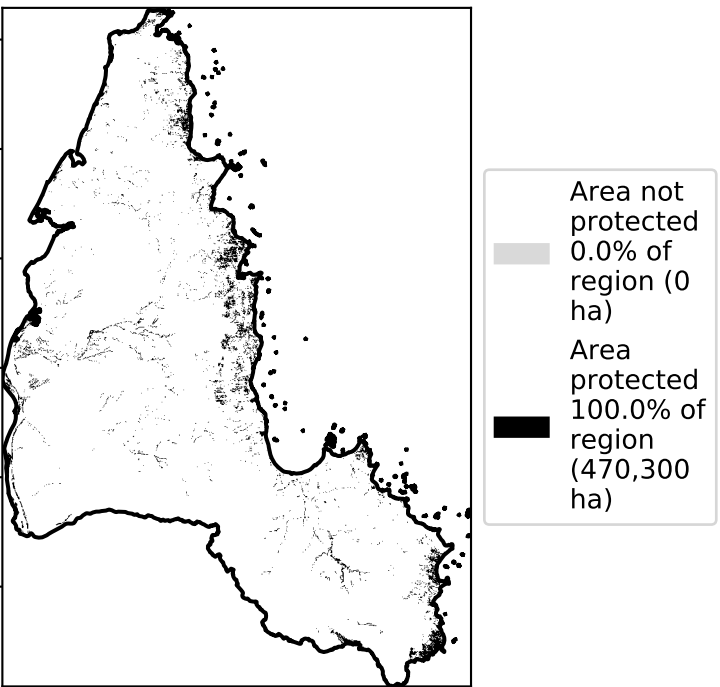 Area not
protected
0.0% of
region (0
ha)
Area
protected
100.0% of
region
(470,300
ha)